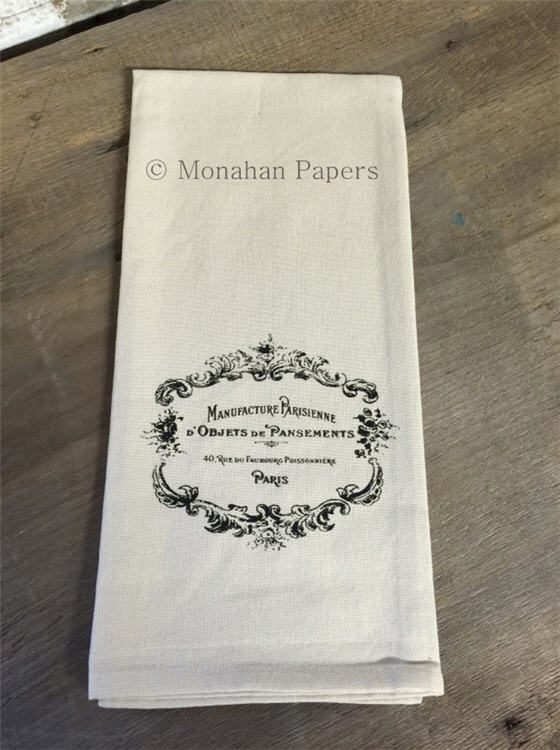 © Monahan Papers
MANUFACTURE PARISIENNE
D'OBJETS DE PANSEMENTS
40, RUE DU FAUBOURG POISSONNIÈRE
PARIS